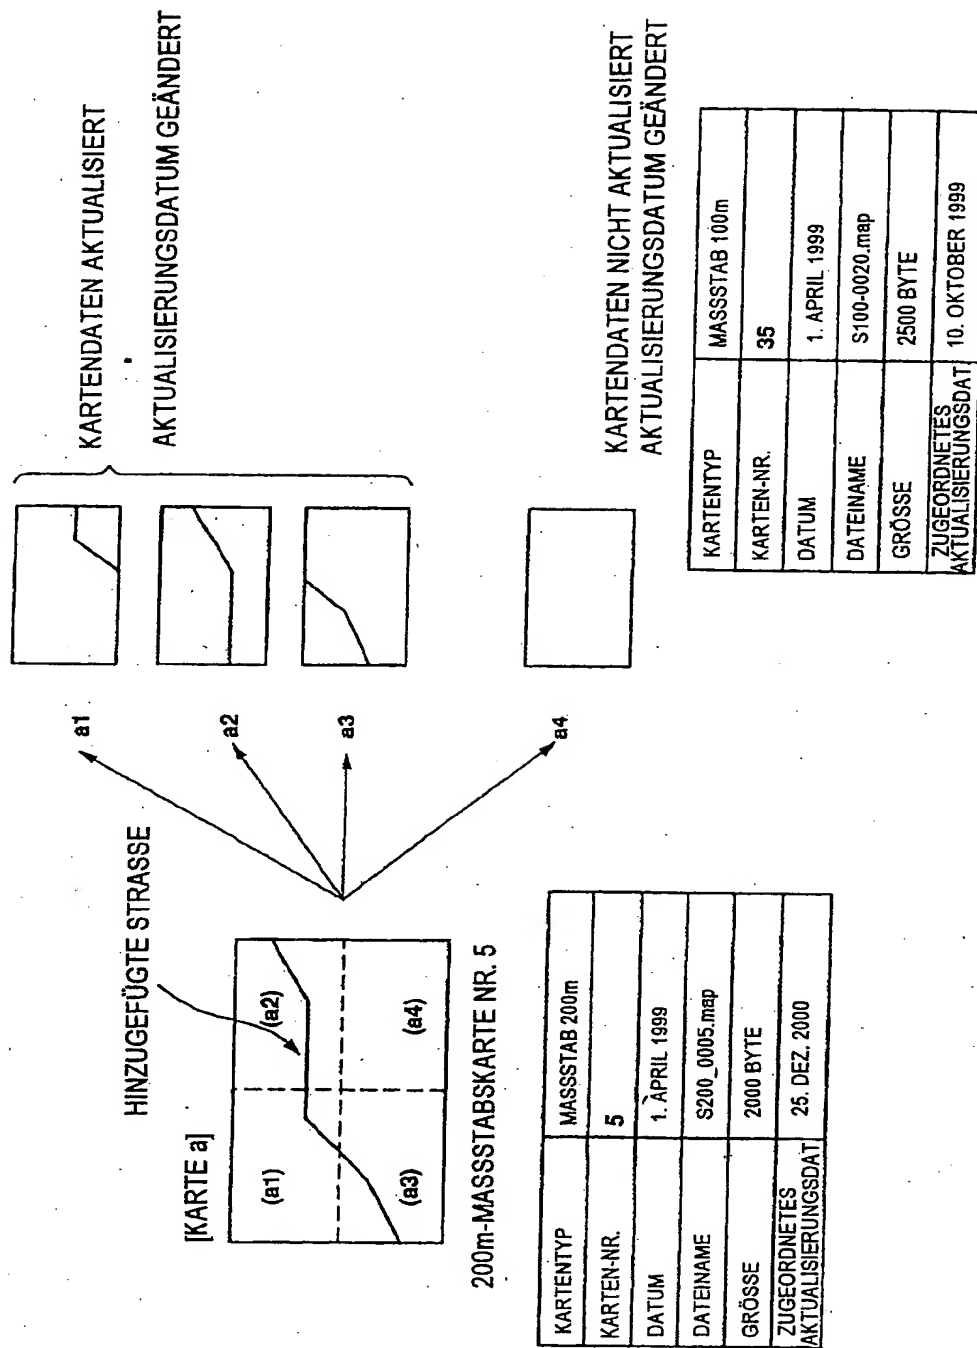 [KARTE a]
HINZUGEFÜGTE STRASSE
(a1)
(a2)
(a3)
(a4)
200m-MASSSTABSKARTE NR. 5
KARTENTYP MASSSTAB 200m
KARTEN-NR. 5
DATUM 1. APRIL 1999
DATEINAME S200_0005.map
GRÖSSE 2000 BYTE
ZUGEORDNETES
AKTUALISIERUNGSDAT 25. DEZ. 2000
a1
a2
a3
a4
KARTENDATEN AKTUALISIERT
AKTUALISIERUNGSDATUM GEÄNDERT
KARTENDATEN NICHT AKTUALISIERT
AKTUALISIERUNGSDATUM GEÄNDERT
KARTENTYP MASSSTAB 100m
KARTEN-NR. 35
DATUM 1. APRIL 1999
DATEINAME S100-0020.map
GRÖSSE 2500 BYTE
ZUGEORDNETES
AKTUALISIERUNGSDAT 10. OKTOBER 1999